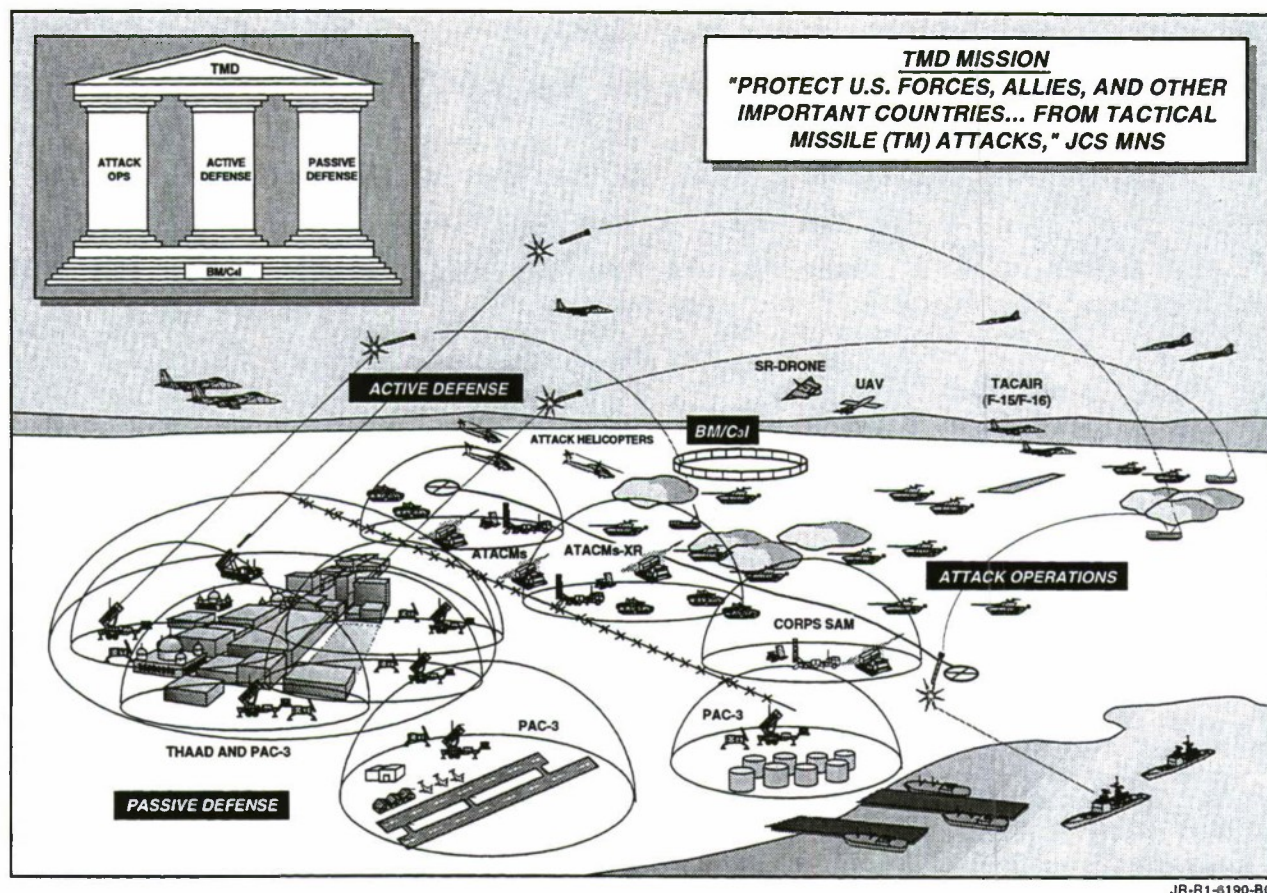 TMD
ATTACK
OPS
ACTIVE
DEFENSE
PASSIVE
DEFENSE
BM/C3I
TMD MISSION
"PROTECT U.S. FORCES, ALLIES, AND OTHER
IMPORTANT COUNTRIES... FROM TACTICAL
MISSILE (TM) ATTACKS," JCS MNS
ACTIVE DEFENSE
SR-DRONE
UAV
TACAIR
(F-15/F-16)
ATTACK HELICOPTERS
BM/C3I
ATACMs
ATACMs-XR
ATTACK OPERATIONS
CORPS SAM
PAC-3
PAC-3
THAAD AND PAC-3
PASSIVE DEFENSE